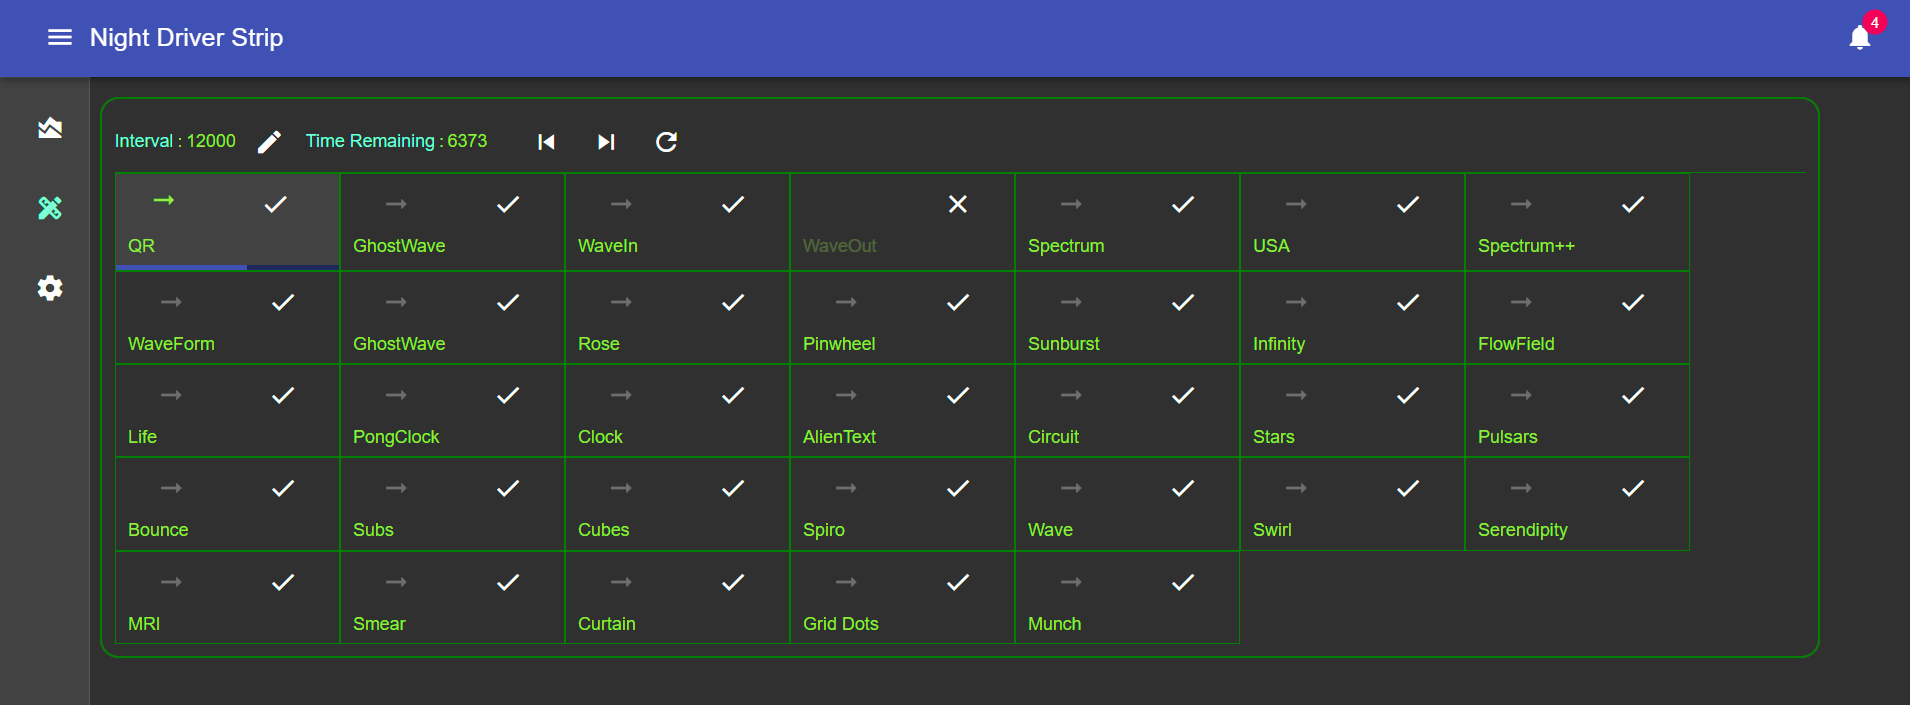 Night Driver Strip
4
Interval : 12000 Time Remaining : 6373
QR GhostWave WaveIn WaveOut Spectrum USA Spectrum++
WaveForm GhostWave Rose Pinwheel Sunburst Infinity FlowField
Life PongClock Clock AlienText Circuit Stars Pulsars
Bounce Subs Cubes Spiro Wave Swirl Serendipity
MRI Smear Curtain Grid Dots Munch